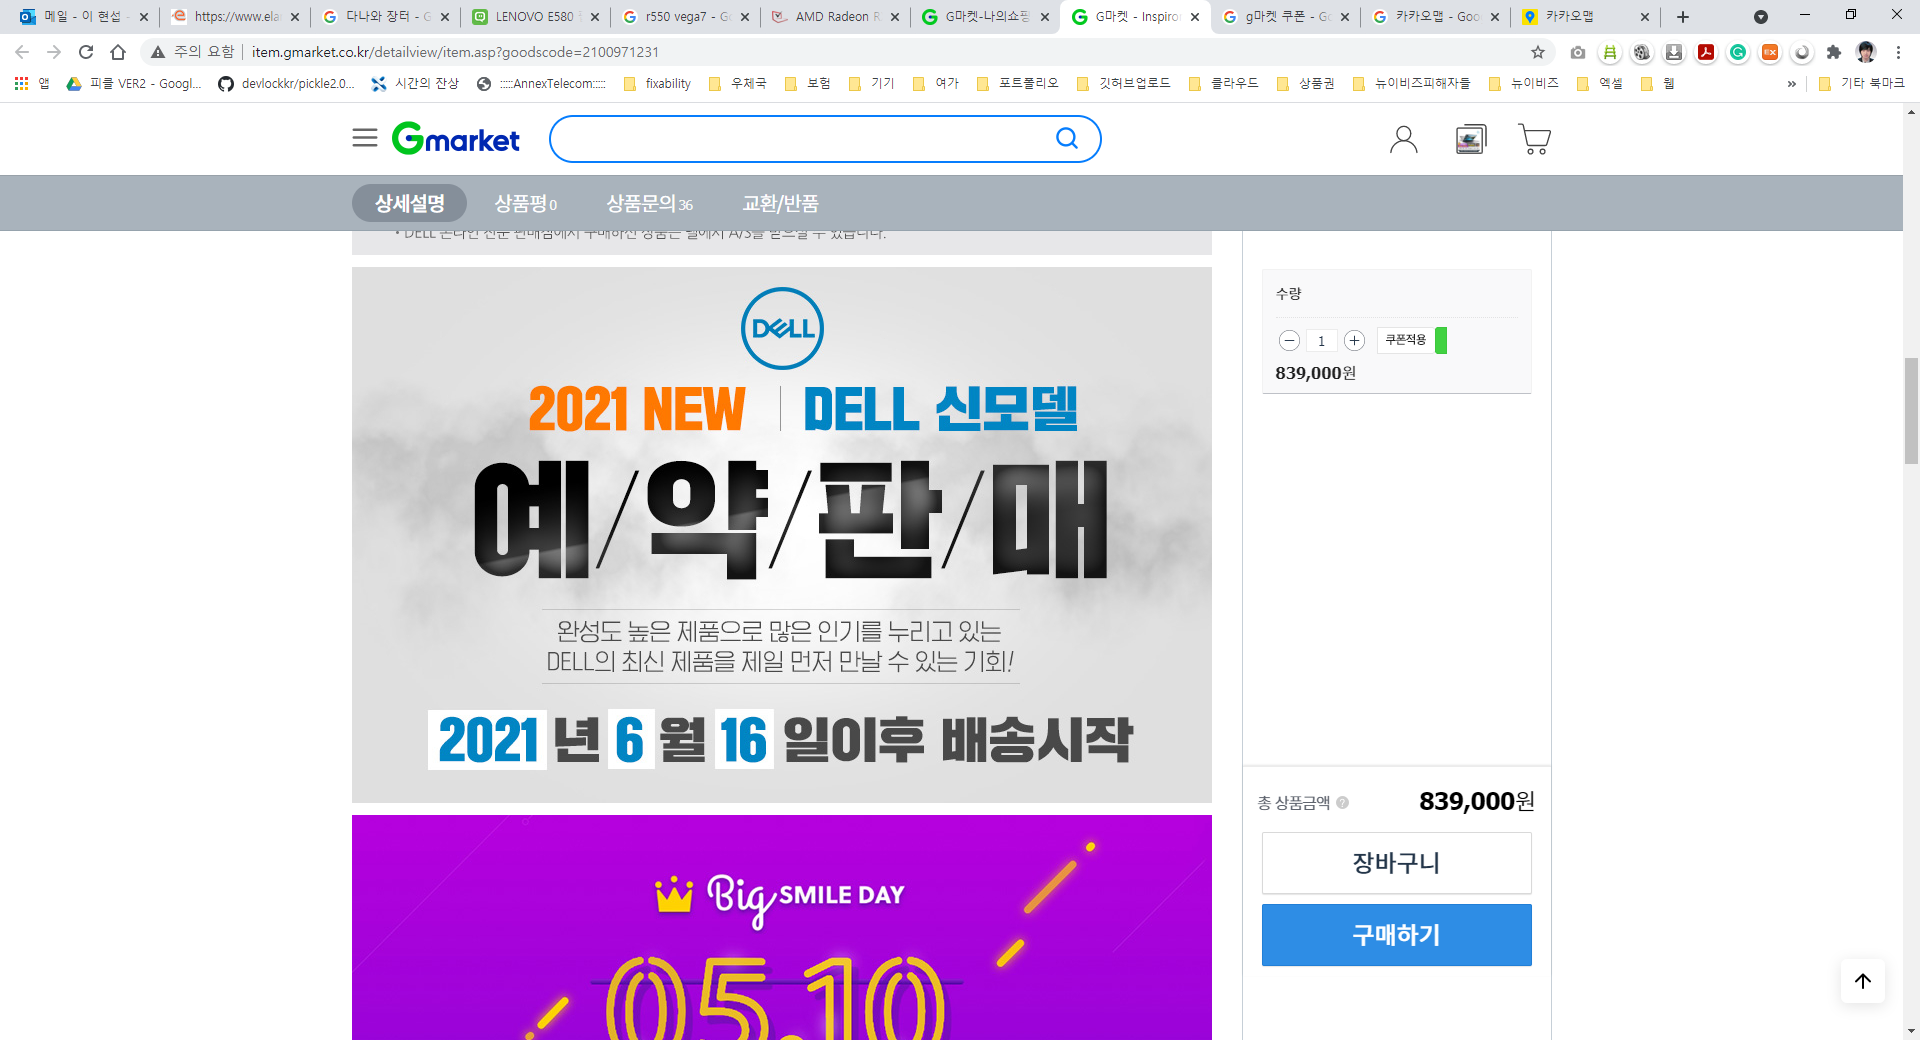 메일 - 이 현섭 -
https://www.ela
다나와 장터 - G
LENOVO E580
r550 vega7 - Go
AMD Radeon R
G마켓-나의쇼핑
G마켓 - Inspiro
g마켓 쿠폰 - Go
카카오맵 - Goo
카카오맵
주의 요함
item.gmarket.co.kr/detailview/item.asp?goodscode=2100971231
앱
피클 VER2 - Googl...
devlockkr/pickle2.0...
시간의 잔상
:::::AnnexTelecom:::::
fixability
우체국
보험
기기
여가
포트폴리오
깃허브업로드
클라우드
상품권
뉴이비즈피해자들
뉴이비즈
엑셀
웹
»
기타 북마크
Gmarket
상세설명
상품평 0
상품문의 36
교환/반품
• DELL 온라인 전문 판매점에서 구매하신 상품은 델에서 A/S를 받으실 수 있습니다.
DELL
2021 NEW | DELL 신모델
예/약/판/매
완성도 높은 제품으로 많은 인기를 누리고 있는
DELL의 최신 제품을 제일 먼저 만날 수 있는 기회!
2021 년 6 월 16 일이후 배송시작
Big SMILE DAY
05.10
수량
1
쿠폰적용
839,000원
총 상품금액 ?
839,000원
장바구니
구매하기